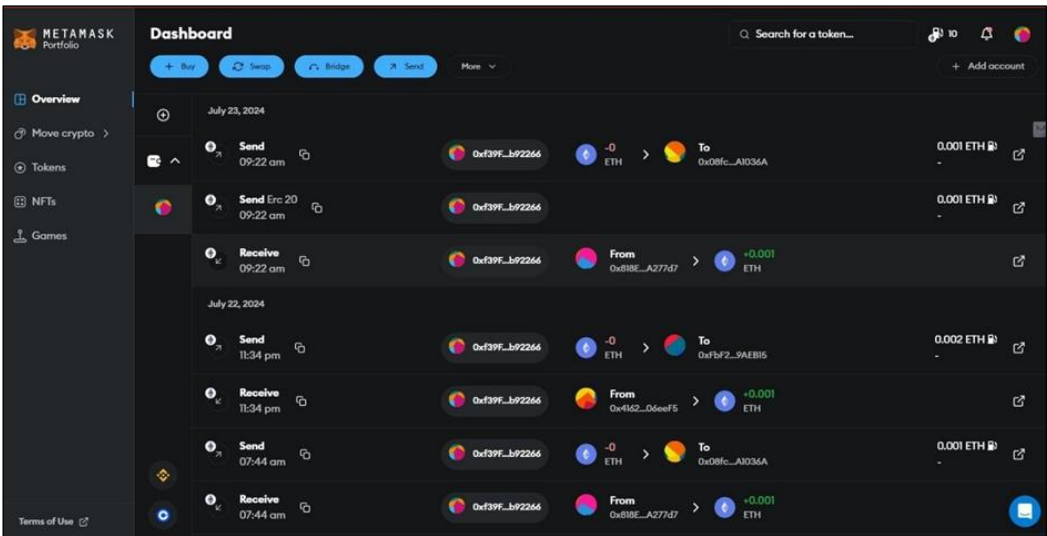 METAMASK
Portfolio
Dashboard
Search for a token...
10
+ Buy
Swap
Bridge
Send
More
+ Add account
Overview
Move crypto
Tokens
NFTs
Games
July 23, 2024
Send
09:22 am
0xf39F...b92266
-0
ETH
To
0x08fc...A1036A
0.001 ETH
-
Send Erc 20
09:22 am
0xf39F...b92266
0.001 ETH
-
Receive
09:22 am
0xf39F...b92266
From
0x818E...A277d7
+0.001
ETH
July 22, 2024
Send
11:34 pm
0xf39F...b92266
-0
ETH
To
0xFbF2...9AEB15
0.002 ETH
-
Receive
11:34 pm
0xf39F...b92266
From
0x4162...06eeF5
+0.001
ETH
Send
07:44 am
0xf39F...b92266
-0
ETH
To
0x08fc...A1036A
0.001 ETH
-
Receive
07:44 am
0xf39F...b92266
From
0x818E...A277d7
+0.001
ETH
Terms of Use